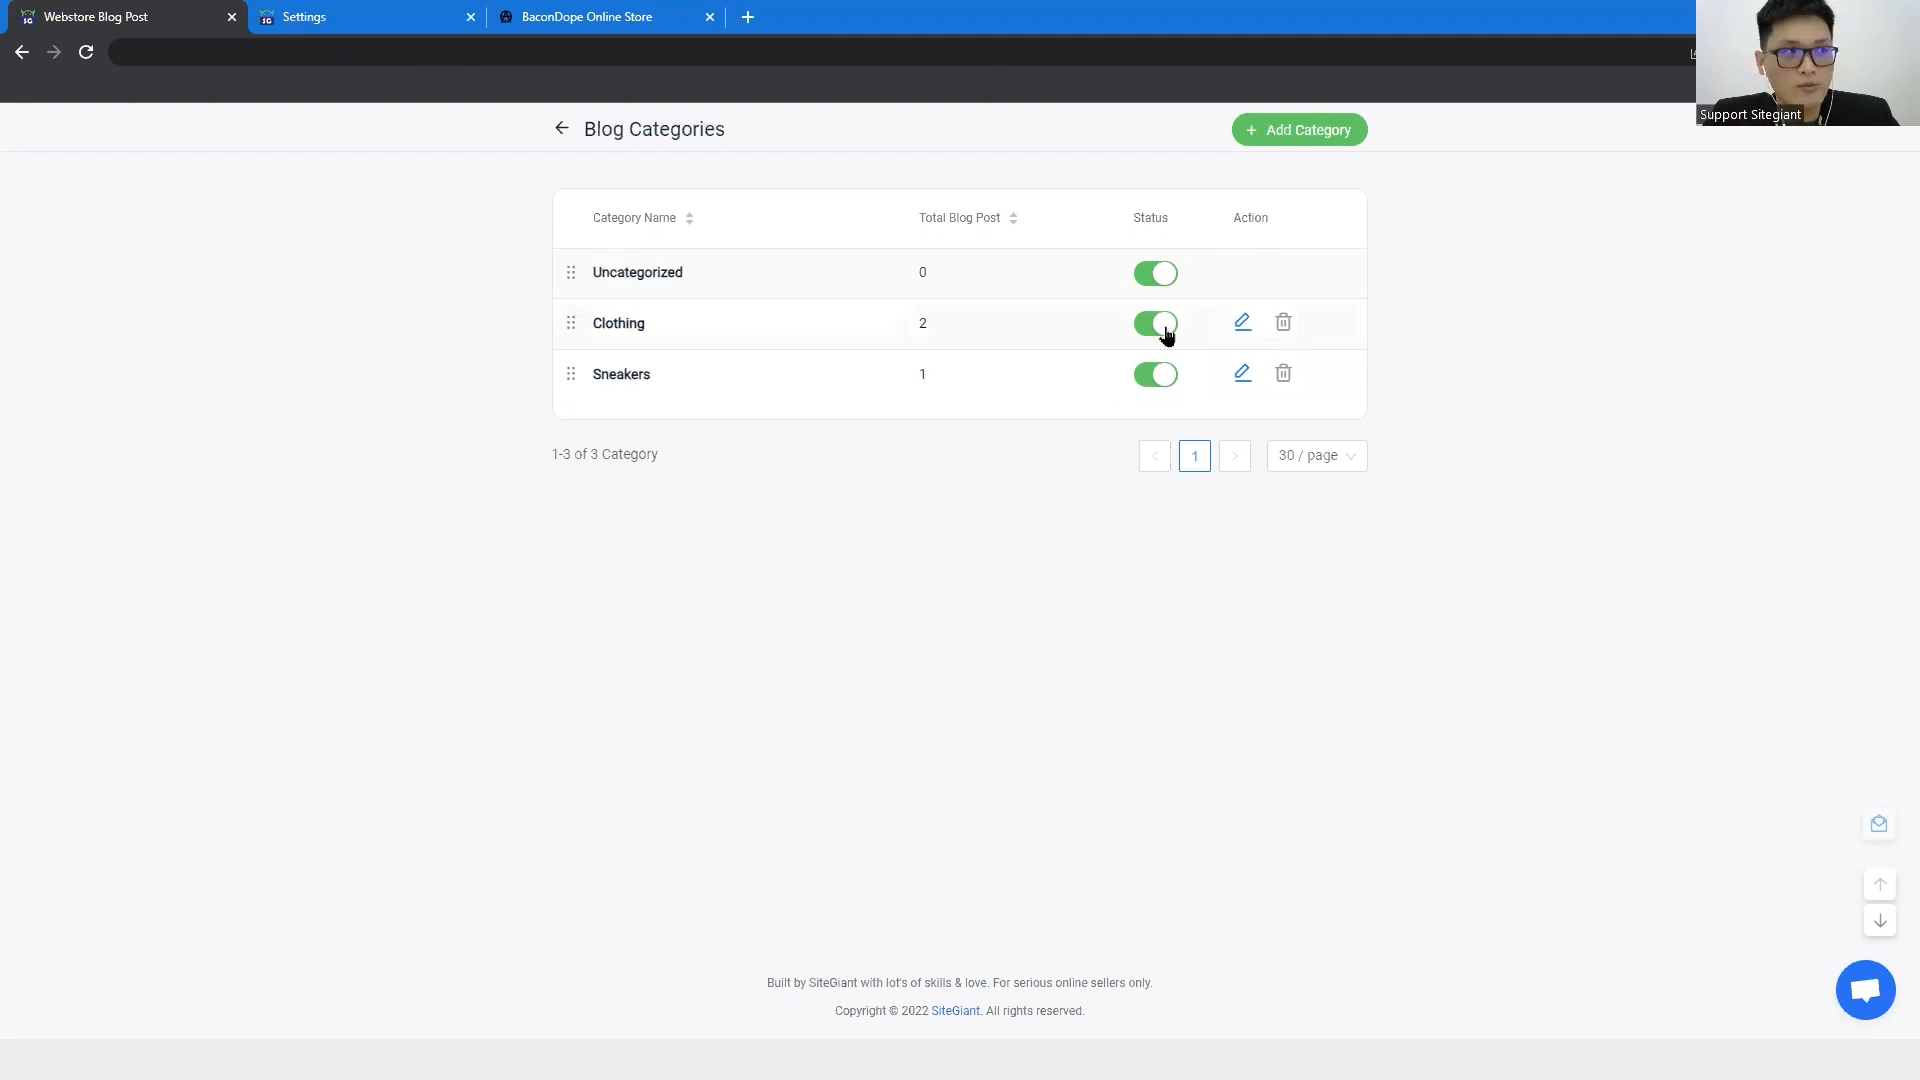 Webstore Blog Post
Settings
BaconDope Online Store
Support Sitegiant
Blog Categories
+ Add Category
Category Name
Total Blog Post
Status
Action
Uncategorized
0
Clothing
2
Sneakers
1
1-3 of 3 Category
< 1 >
30 / page
Built by SiteGiant with lot's of skills & love. For serious online sellers only.
Copyright © 2022 SiteGiant. All rights reserved.